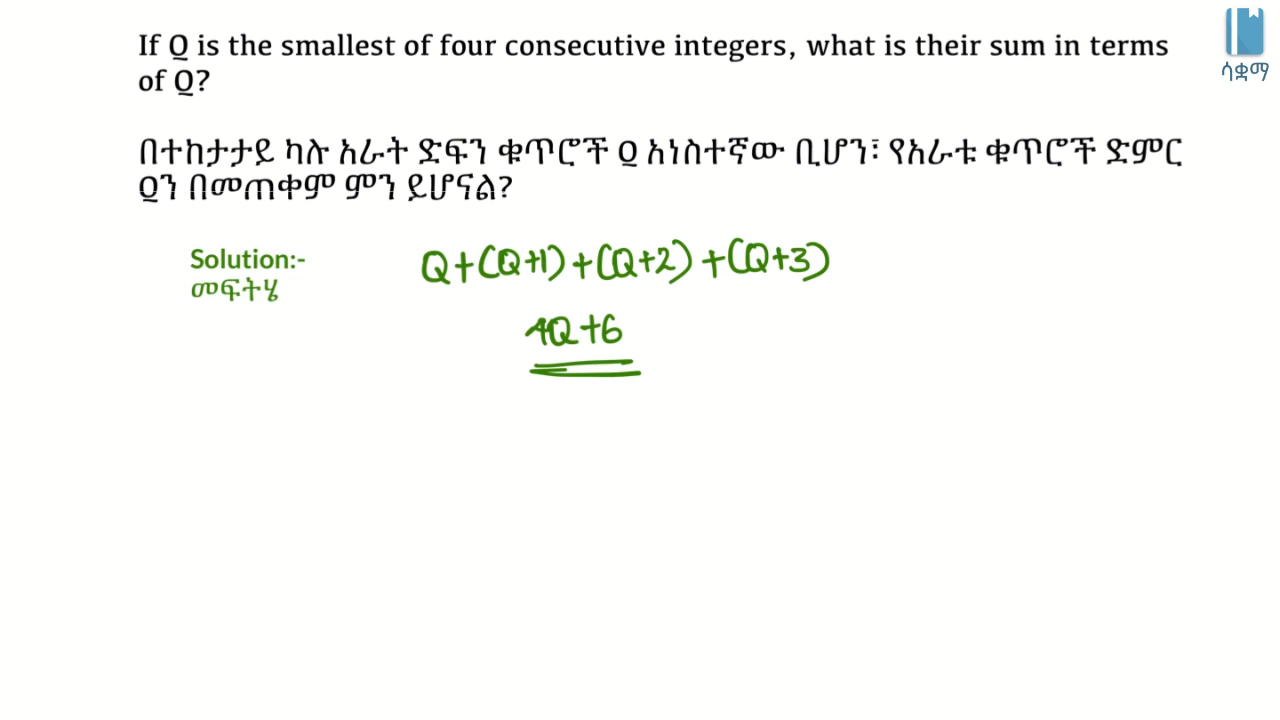 If Q is the smallest of four consecutive integers, what is their sum in terms
of Q?
ሳቋማ
በተከታታይ ካሉ አራት ድፍን ቁጥሮች Q አነስተኛው ቢሆን፣ የአራቱ ቁጥሮች ድምር
Qን በመጠቀም ምን ይሆናል?
Solution:-
መፍትሄ
Q+(Q+1)+(Q+2)+(Q+3)
4Q+6